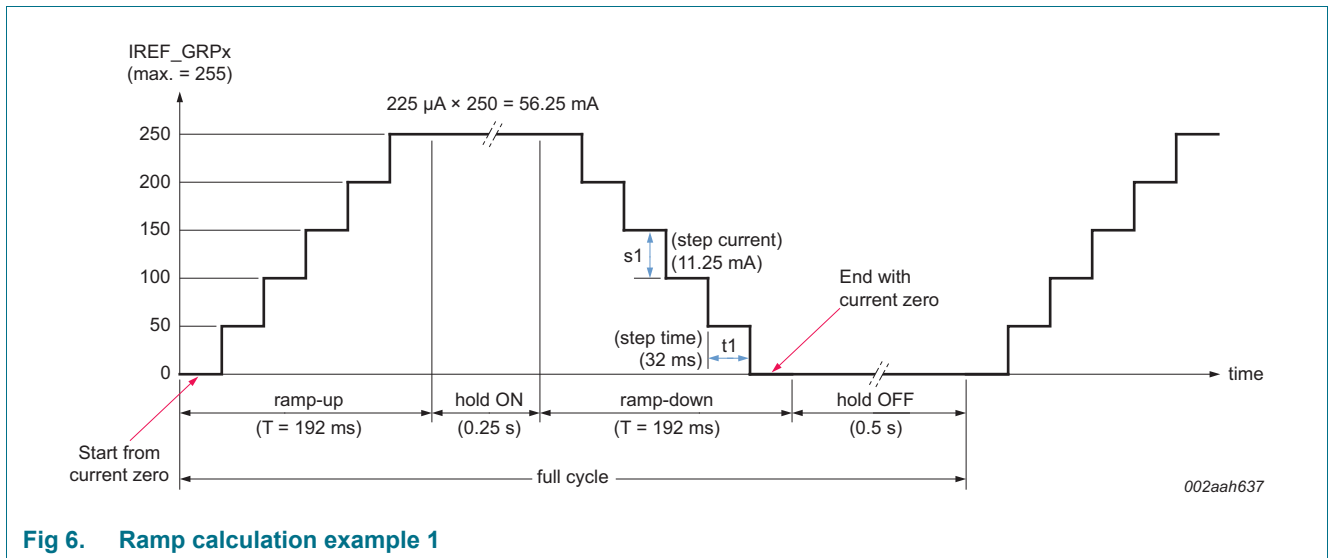 IREF_GRPx
(max. = 255)
225 μA × 250 = 56.25 mA
250
200
150
100
50
0
s1
(step current)
(11.25 mA)
End with
current zero
(step time)
(32 ms)
t1
time
ramp-up
(T = 192 ms)
hold ON
(0.25 s)
ramp-down
(T = 192 ms)
hold OFF
(0.5 s)
Start from
current zero
full cycle
002aah637
Fig 6. Ramp calculation example 1